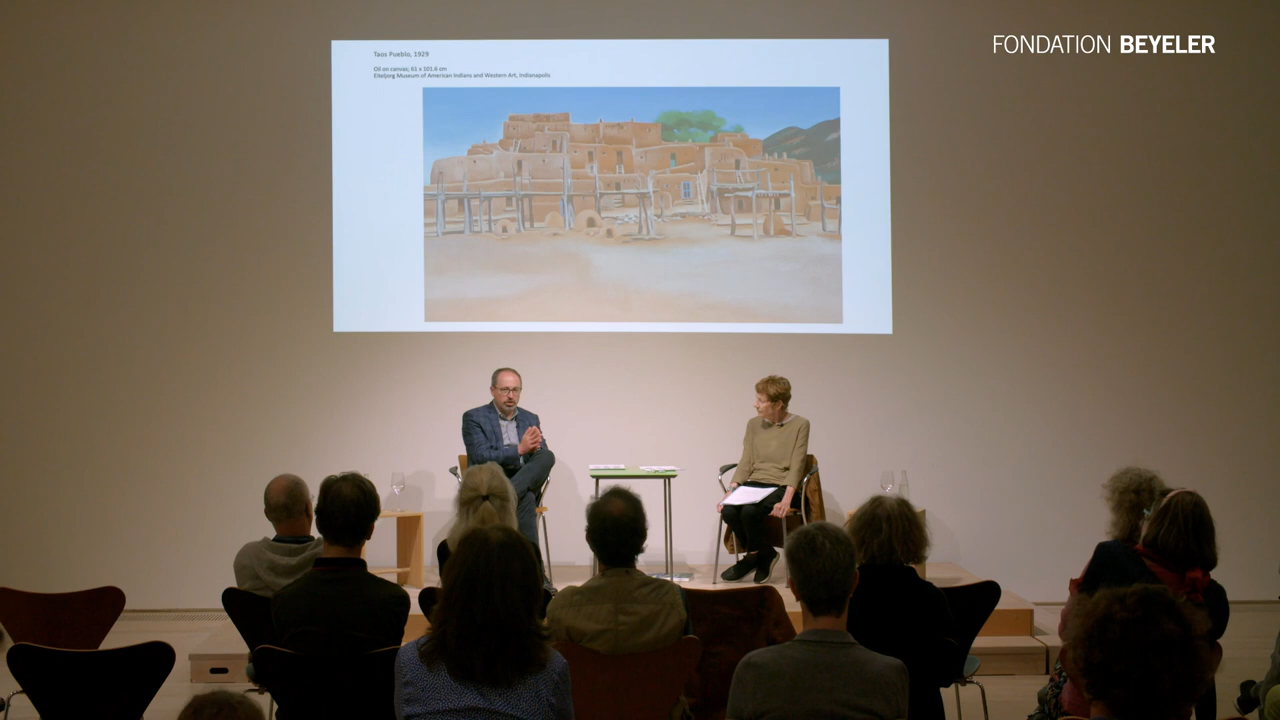 Taos Pueblo, 1929
Oil on canvas; 61 x 101.6 cm
Eiteljorg Museum of American Indians and Western Art, Indianapolis
FONDATION BEYELER